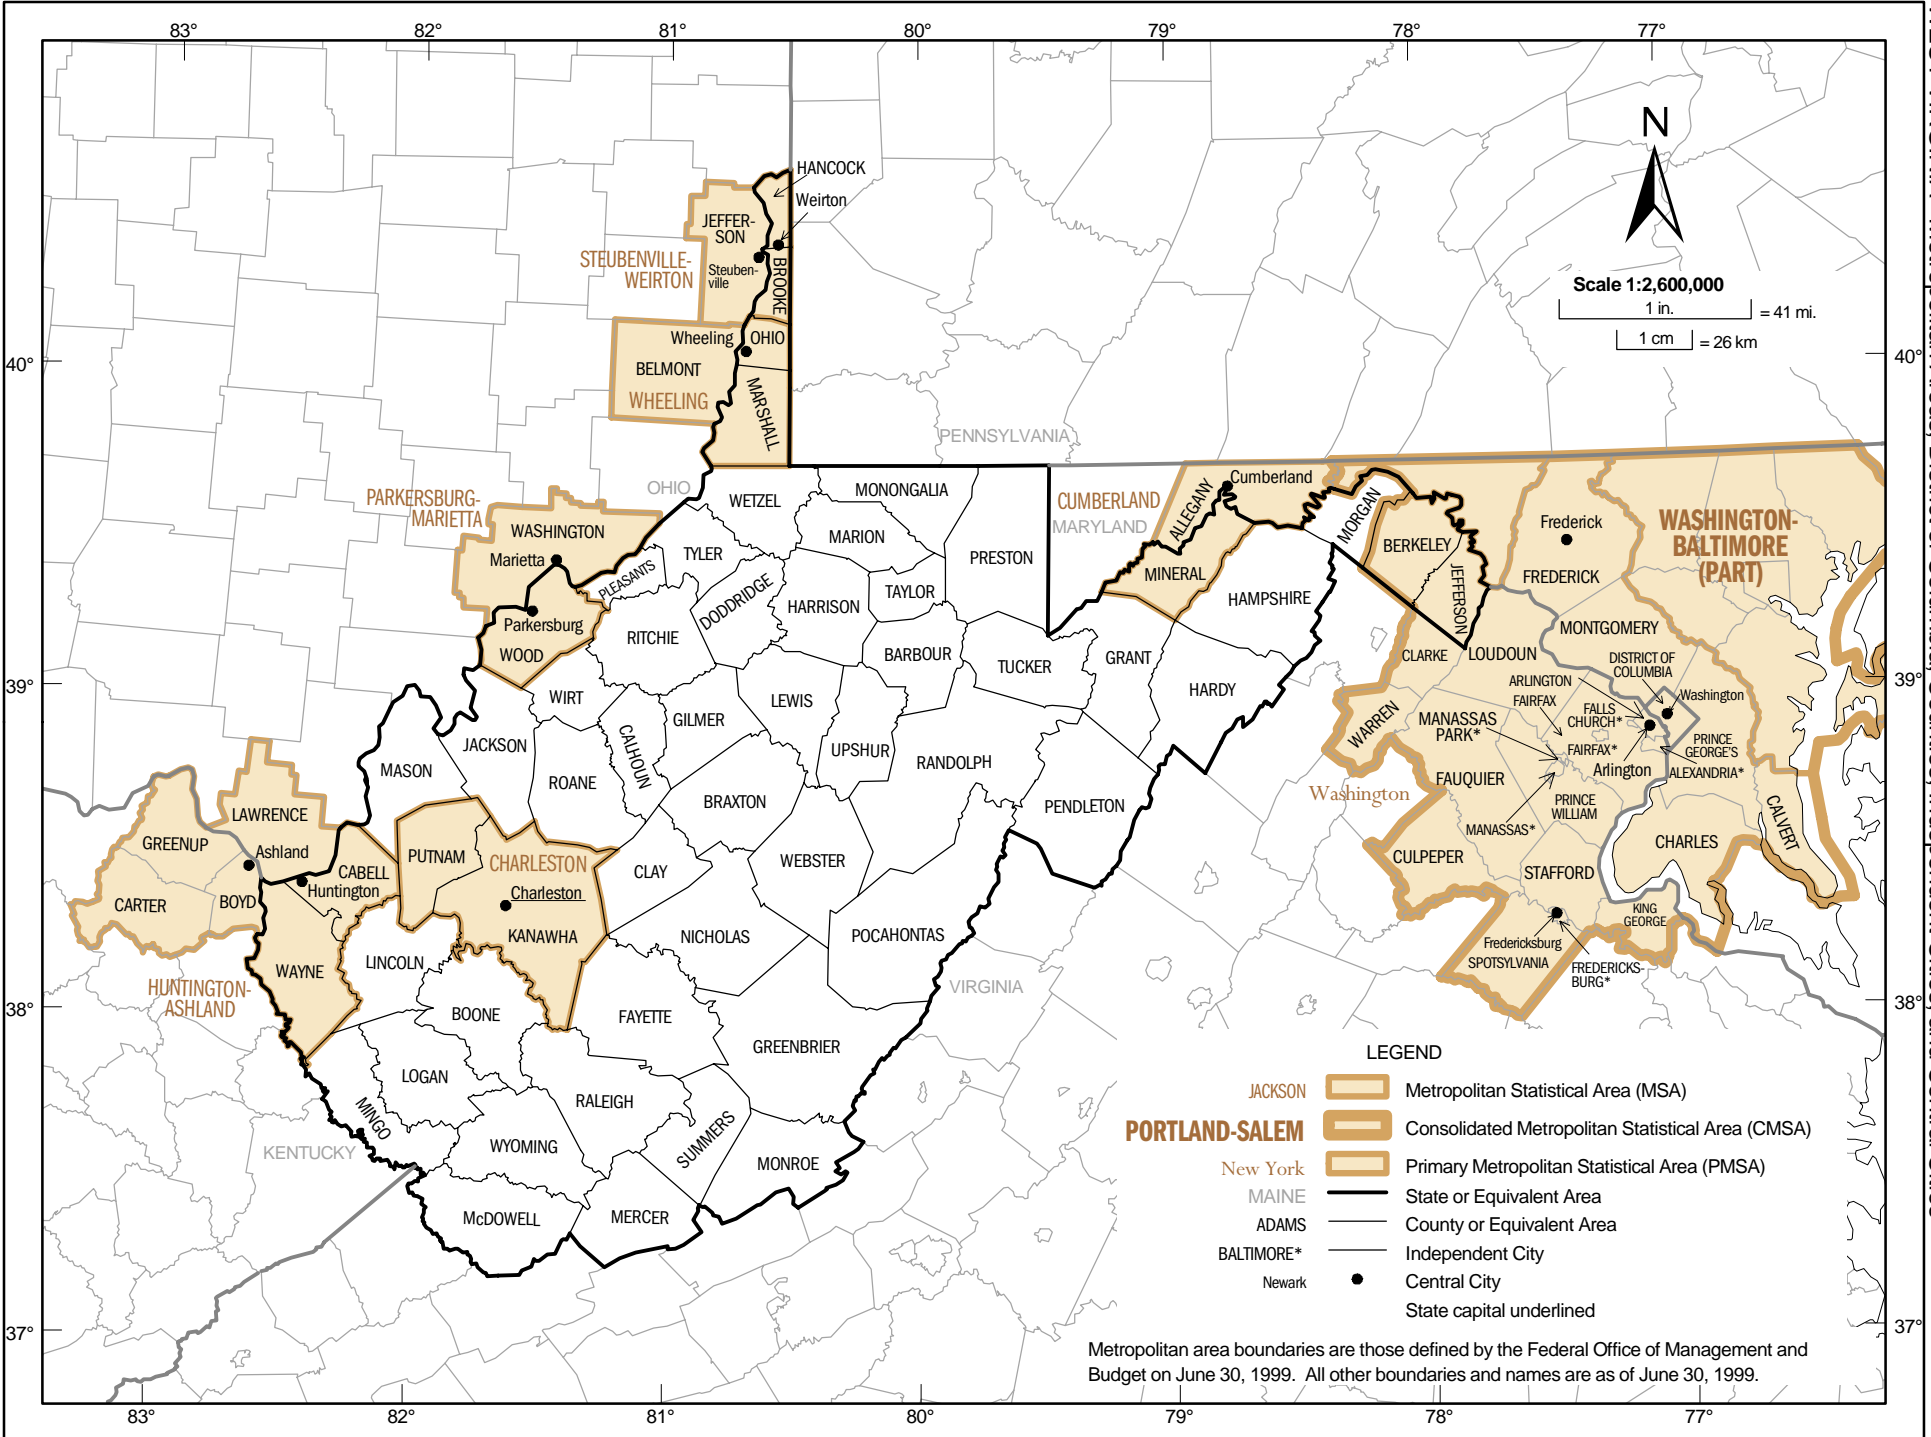 83°
82°
81°
80°
79°
78°
77°
N
Scale 1:2,600,000
1 in.
= 41 mi.
1 cm
= 26 km
40°
40°
39°
39°
38°
38°
37°
37°
HANCOCK
Weirton
JEFFER-
SON
STEUBENVILLE-
WEIRTON
Steuben-
ville
BROOKE
Wheeling
OHIO
BELMONT
WHEELING
MARSHALL
PENNSYLVANIA
OHIO
PARKERSBURG-
MARIETTA
WASHINGTON
Marietta
PLEASANTS
Parkersburg
WOOD
WETZEL
MONONGALIA
MARION
TYLER
DODDRIDGE
HARRISON
TAYLOR
PRESTON
RITCHIE
BARBOUR
TUCKER
GRANT
CUMBERLAND
MARYLAND
ALLEGANY
Cumberland
MINERAL
HAMPSHIRE
HARDY
MORGAN
BERKELEY
JEFFERSON
Frederick
FREDERICK
WASHINGTON-
BALTIMORE
(PART)
MONTGOMERY
CLARKE
LOUDOUN
DISTRICT OF
COLUMBIA
ARLINGTON
FAIRFAX
FALLS
CHURCH*
Washington
WARREN
MANASSAS
PARK*
FAIRFAX*
Arlington
PRINCE
GEORGE'S
ALEXANDRIA*
FAUQUIER
Washington
PRINCE
WILLIAM
MANASSAS*
CALVERT
CHARLES
CULPEPER
STAFFORD
KING
GEORGE
Fredericksburg
SPOTSYLVANIA
FREDERICKS-
BURG*
WIRT
JACKSON
CALHOUN
GILMER
LEWIS
UPSHUR
RANDOLPH
MASON
ROANE
BRAXTON
PENDLETON
LAWRENCE
GREENUP
Ashland
CABELL
Huntington
CARTER
BOYD
PUTNAM
CHARLESTON
Charleston
KANAWHA
CLAY
WEBSTER
NICHOLAS
POCAHONTAS
WAYNE
LINCOLN
HUNTINGTON-
ASHLAND
BOONE
FAYETTE
GREENBRIER
VIRGINIA
LOGAN
MINGO
RALEIGH
KENTUCKY
WYOMING
SUMMERS
MONROE
McDOWELL
MERCER
LEGEND
JACKSON
Metropolitan Statistical Area (MSA)
PORTLAND-SALEM
Consolidated Metropolitan Statistical Area (CMSA)
New York
Primary Metropolitan Statistical Area (PMSA)
MAINE
State or Equivalent Area
ADAMS
County or Equivalent Area
BALTIMORE*
Independent City
Newark
Central City
State capital underlined
Metropolitan area boundaries are those defined by the Federal Office of Management and
Budget on June 30, 1999. All other boundaries and names are as of June 30, 1999.
83°
82°
81°
80°
79°
78°
77°